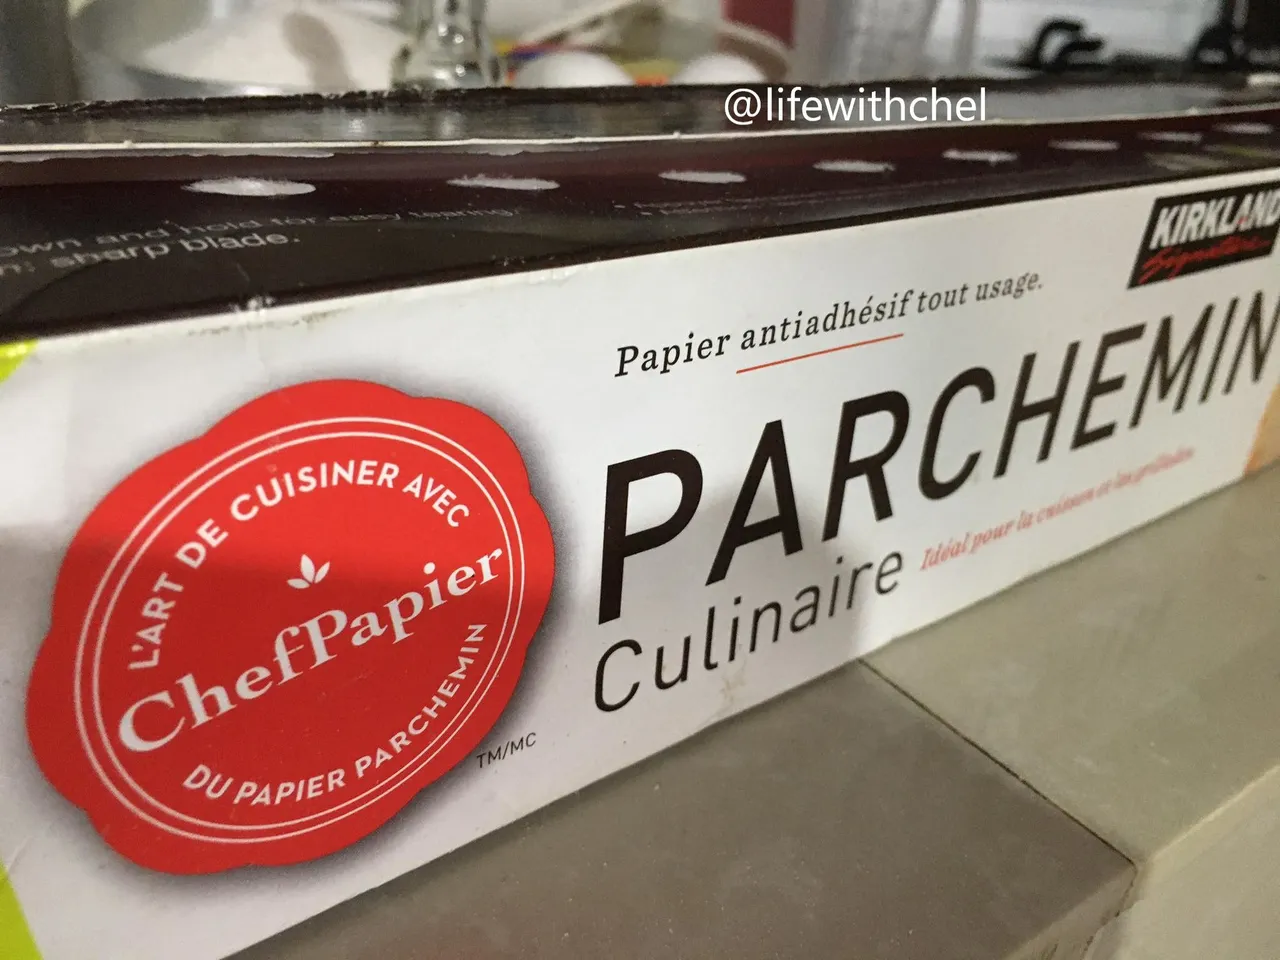 @lifewithchel
own and hold for easy tearing.
sharp blade.
KIRKLAND
Signature
Papier antiadhésif tout usage.
PARCHEMIN
Culinaire
Idéal pour la cuisson et les grillades
L'ART DE CUISINER AVEC
ChefPapier
DU PAPIER PARCHEMIN
TM/MC